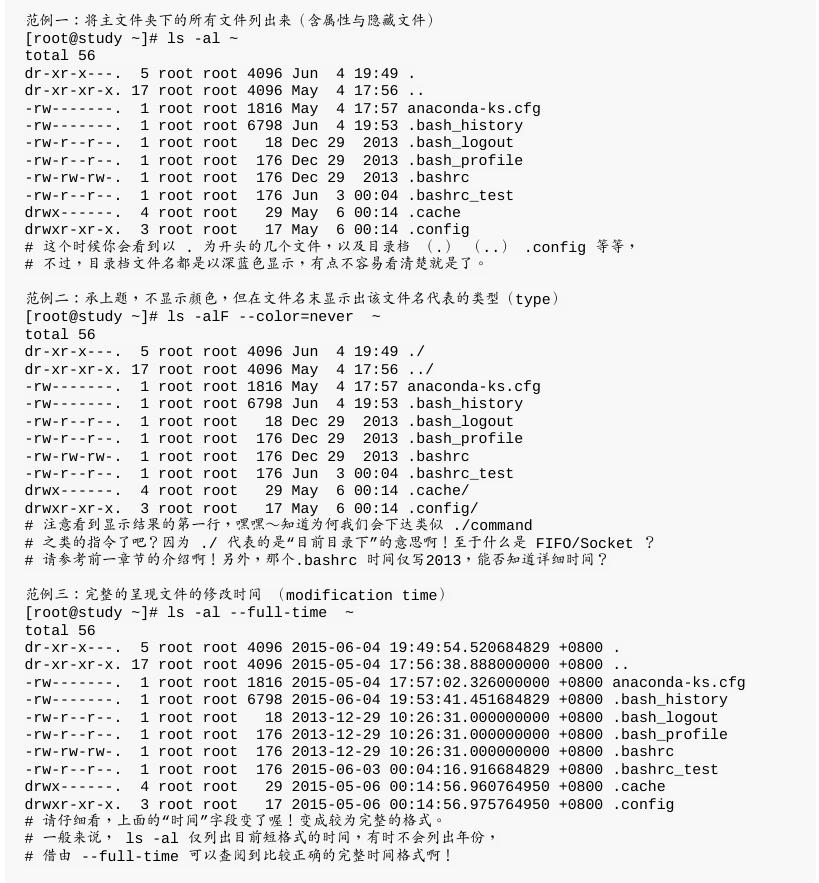 范例一：将主文件夹下的所有文件列出来（含属性与隐藏文件）
[root@study ~]# ls -al ~
total 56
dr-xr-x---.  5 root root 4096 Jun  4 19:49 .
dr-xr-xr-x. 17 root root 4096 May  4 17:56 ..
-rw-------.  1 root root 1816 May  4 17:57 anaconda-ks.cfg
-rw-------.  1 root root 6798 Jun  4 19:53 .bash_history
-rw-r--r--.  1 root root   18 Dec 29  2013 .bash_logout
-rw-r--r--.  1 root root  176 Dec 29  2013 .bash_profile
-rw-rw-rw-.  1 root root  176 Dec 29  2013 .bashrc
-rw-r--r--.  1 root root  176 Jun  3 00:04 .bashrc_test
drwx------.  4 root root   29 May  6 00:14 .cache
drwxr-xr-x.  3 root root   17 May  6 00:14 .config
# 这个时候你会看到以 . 为开头的几个文件，以及目录档 （.） （..） .config 等等，
# 不过，目录档文件名都是以深蓝色显示，有点不容易看清楚就是了。
范例二：承上题，不显示颜色，但在文件名末显示出该文件名代表的类型（type）
[root@study ~]# ls -alF --color=never  ~
total 56
dr-xr-x---.  5 root root 4096 Jun  4 19:49 ./
dr-xr-xr-x. 17 root root 4096 May  4 17:56 ../
-rw-------.  1 root root 1816 May  4 17:57 anaconda-ks.cfg
-rw-------.  1 root root 6798 Jun  4 19:53 .bash_history
-rw-r--r--.  1 root root   18 Dec 29  2013 .bash_logout
-rw-r--r--.  1 root root  176 Dec 29  2013 .bash_profile
-rw-rw-rw-.  1 root root  176 Dec 29  2013 .bashrc
-rw-r--r--.  1 root root  176 Jun  3 00:04 .bashrc_test
drwx------.  4 root root   29 May  6 00:14 .cache/
drwxr-xr-x.  3 root root   17 May  6 00:14 .config/
# 注意看到显示结果的第一行，嘿嘿～知道为何我们会下达类似 ./command
# 之类的指令了吧？因为 ./ 代表的是“目前目录下”的意思啊！至于什么是 FIFO/Socket ？
# 请参考前一章节的介绍啊！另外，那个.bashrc 时间仅写2013，能否知道详细时间？
范例三：完整的呈现文件的修改时间 （modification time）
[root@study ~]# ls -al --full-time  ~
total 56
dr-xr-x---.  5 root root 4096 2015-06-04 19:49:54.520684829 +0800 .
dr-xr-xr-x. 17 root root 4096 2015-05-04 17:56:38.888000000 +0800 ..
-rw-------.  1 root root 1816 2015-05-04 17:57:02.326000000 +0800 anaconda-ks.cfg
-rw-------.  1 root root 6798 2015-06-04 19:53:41.451684829 +0800 .bash_history
-rw-r--r--.  1 root root   18 2013-12-29 10:26:31.000000000 +0800 .bash_logout
-rw-r--r--.  1 root root  176 2013-12-29 10:26:31.000000000 +0800 .bash_profile
-rw-rw-rw-.  1 root root  176 2013-12-29 10:26:31.000000000 +0800 .bashrc
-rw-r--r--.  1 root root  176 2015-06-03 00:04:16.916684829 +0800 .bashrc_test
drwx------.  4 root root   29 2015-05-06 00:14:56.960764950 +0800 .cache
drwxr-xr-x.  3 root root   17 2015-05-06 00:14:56.975764950 +0800 .config
# 请仔细看，上面的“时间”字段变了喔！变成较为完整的格式。
# 一般来说， ls -al 仅列出目前短格式的时间，有时不会列出年份，
# 借由 --full-time 可以查阅到比较正确的完整时间格式啊！